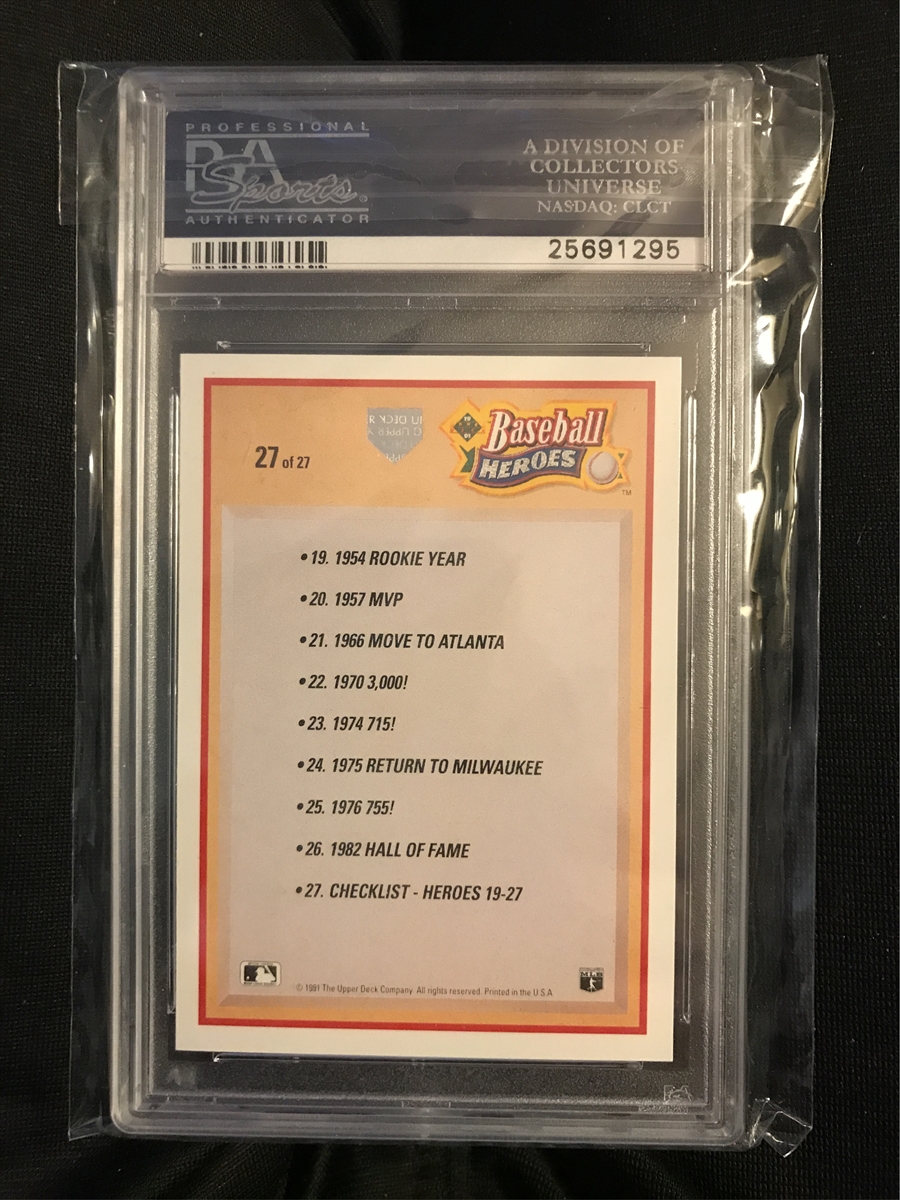 PROFESSIONAL
PSA
Sports®
AUTHENTICATOR
A DIVISION OF
COLLECTORS
UNIVERSE
NASDAQ: CLCT
25691295
27 of 27
Baseball
HEROES
TM
•19. 1954 ROOKIE YEAR
•20. 1957 MVP
•21. 1966 MOVE TO ATLANTA
•22. 1970 3,000!
•23. 1974 715!
•24. 1975 RETURN TO MILWAUKEE
•25. 1976 755!
•26. 1982 HALL OF FAME
•27. CHECKLIST - HEROES 19-27
© 1991 The Upper Deck Company. All rights reserved. Printed in the U.S.A.